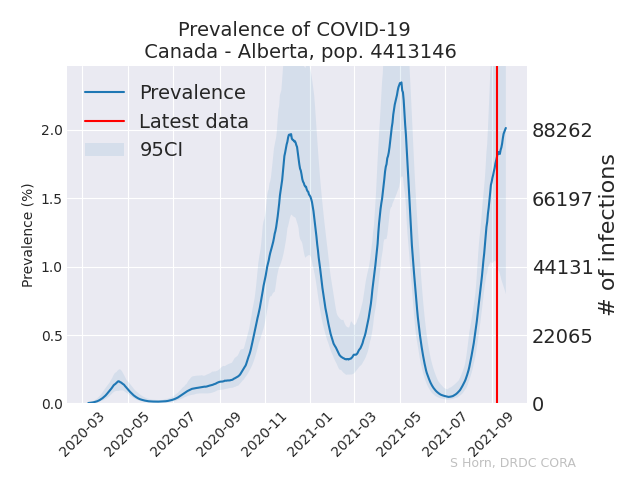 Prevalence of COVID-19
Canada - Alberta, pop. 4413146
Prevalence
Latest data
95CI
Prevalence (%)
2.0
1.5
1.0
0.5
0.0
88262
66197
44131
22065
0
# of infections
2020-03
2020-05
2020-07
2020-09
2020-11
2021-01
2021-03
2021-05
2021-07
2021-09
S Horn, DRDC CORA